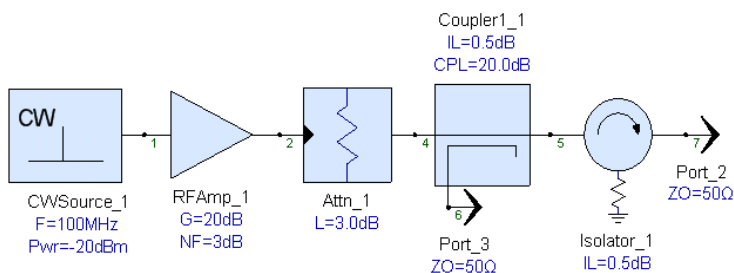 Coupler1_1
IL=0.5dB
CPL=20.0dB
CW
1
2
4
5
7
6
CWSource_1
F=100MHz
Pwr=-20dBm
RFAmp_1
G=20dB
NF=3dB
Attn_1
L=3.0dB
Port_3
ZO=50Ω
Isolator_1
IL=0.5dB
Port_2
ZO=50Ω